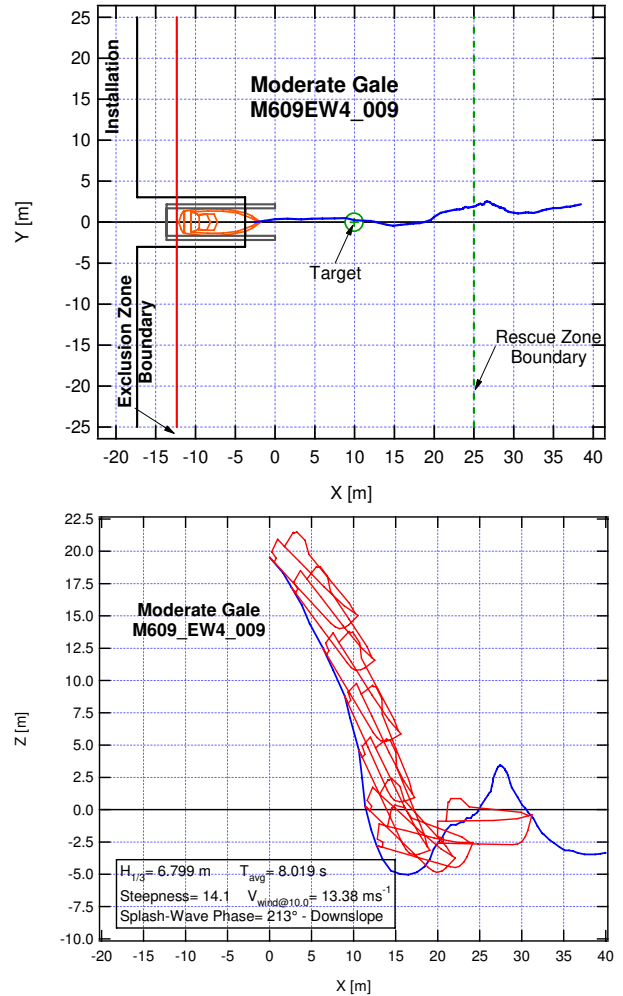 25
20
15
10
5
0
-5
-10
-15
-20
-25
Y [m]
Installation
Moderate Gale
M609EW4_009
Target
Exclusion Zone
Boundary
Rescue Zone
Boundary
-20 -15 -10 -5 0 5 10 15 20 25 30 35 40
X [m]
0 5 10 15 20 25 30 35 40
22.5
20.0
17.5
15.0
12.5
10.0
7.5
5.0
2.5
0.0
-2.5
-5.0
-7.5
-10.0
Z [m]
Moderate Gale
M609_EW4_009
H1/3= 6.799 m Tavg= 8.019 s
Steepness= 14.1 Vwind@10.0= 13.38 ms-1
Splash-Wave Phase= 213° - Downslope
0 5 10 15 20 25 30 35 40
X [m]